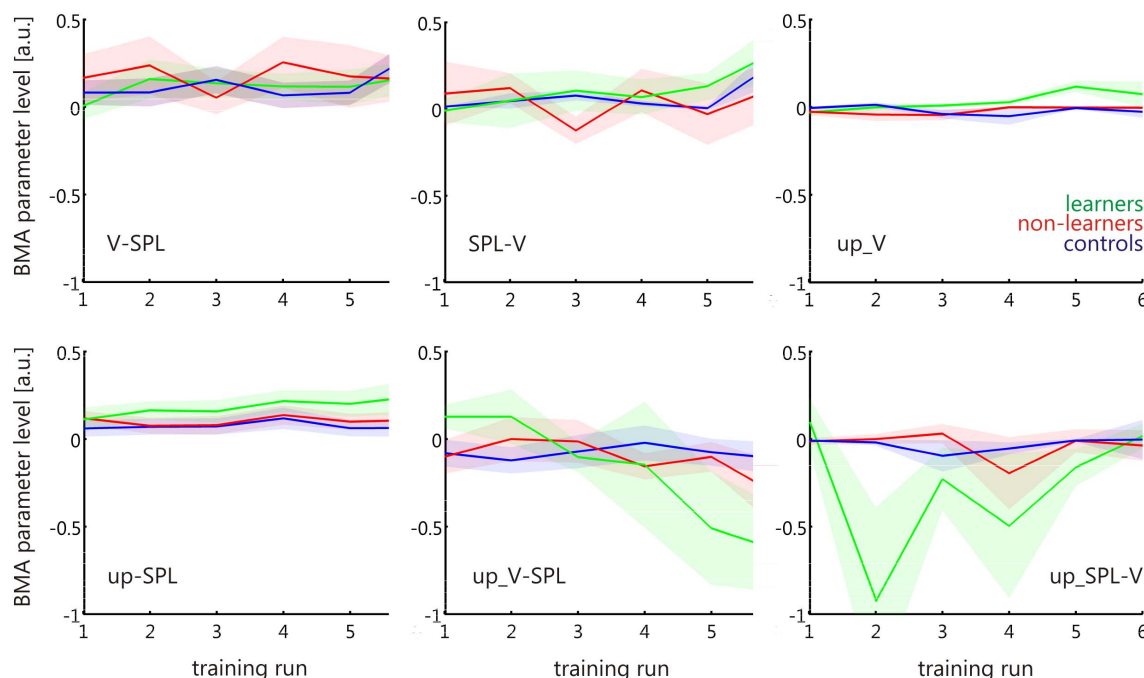 0.5
0
-0.5
-1
BMA parameter level [a.u.]
V-SPL
1 2 3 4 5
0.5
0
-0.5
-1
SPL-V
1 2 3 4 5
0.5
0
-0.5
-1
learners
non-learners
controls
up_V
1 2 3 4 5 6
0.5
0
-0.5
-1
BMA parameter level [a.u.]
up-SPL
1 2 3 4 5
training run
0.5
0
-0.5
-1
up_V-SPL
1 2 3 4 5
training run
0.5
0
-0.5
-1
up_SPL-V
1 2 3 4 5 6
training run